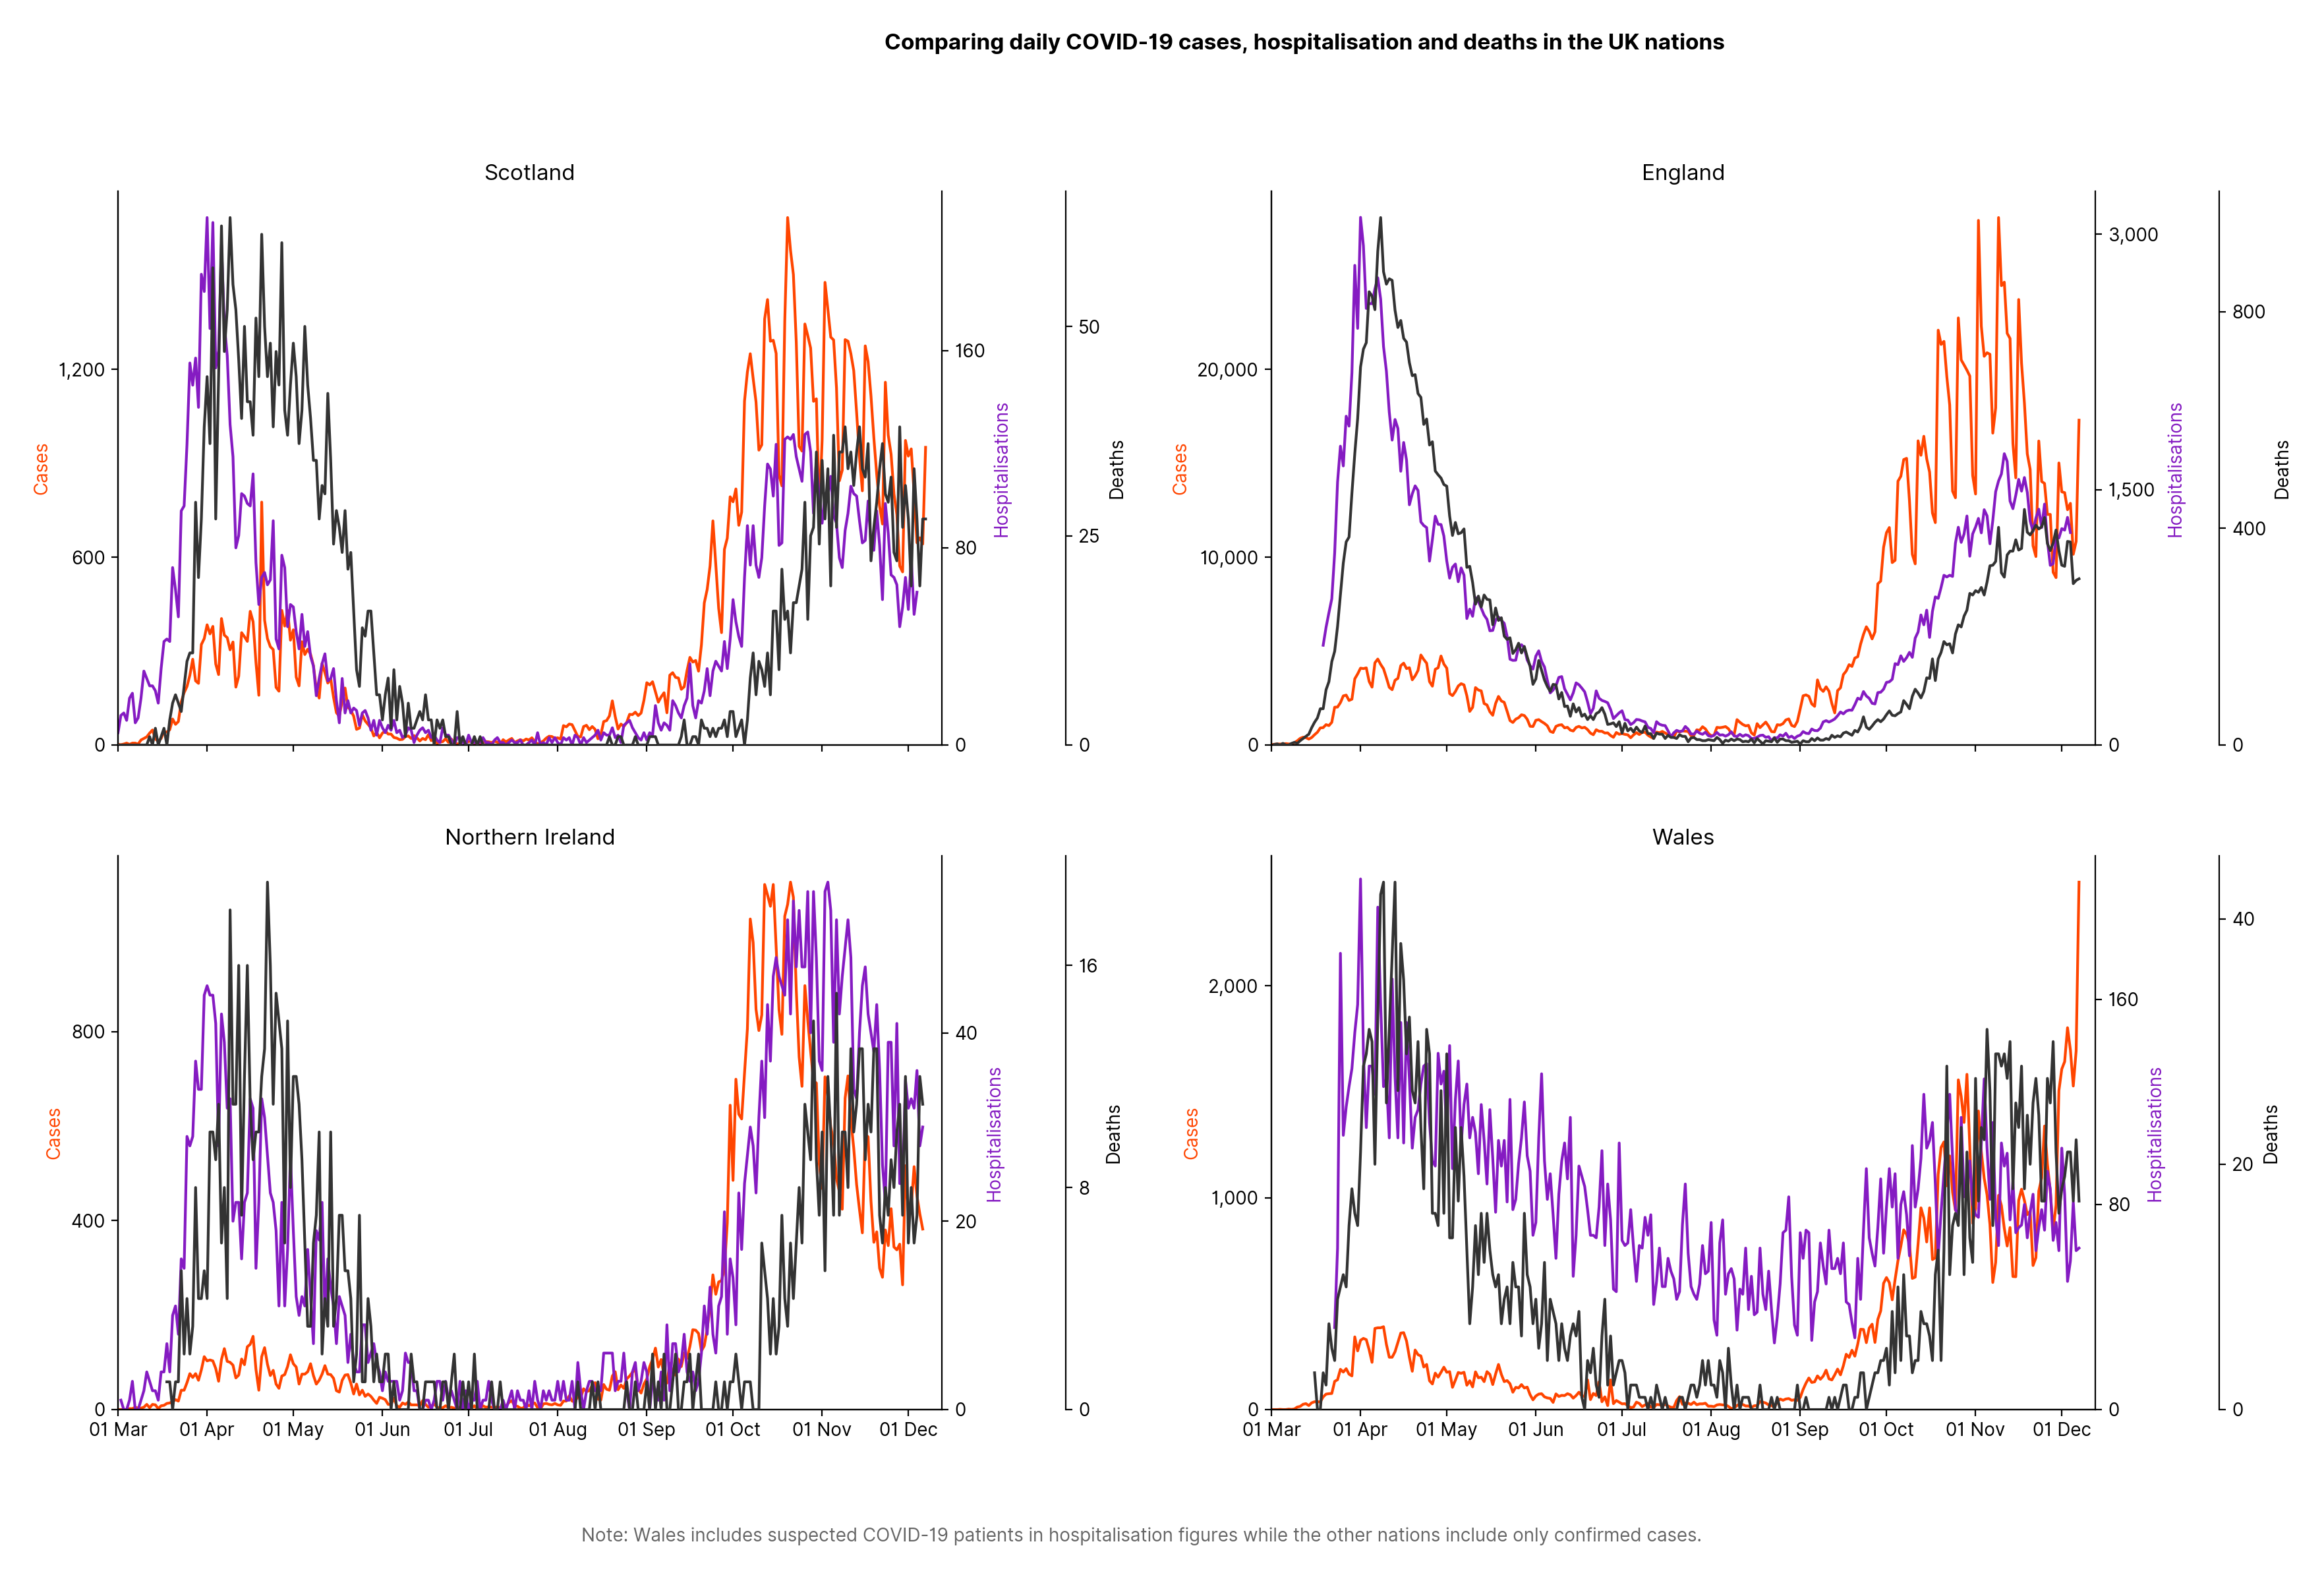 Comparing daily COVID-19 cases, hospitalisation and deaths in the UK nations
Scotland
1,200
600
0
Cases
160
80
0
Hospitalisations
50
25
0
Deaths
England
20,000
10,000
0
Cases
3,000
1,500
0
Hospitalisations
800
400
0
Deaths
Northern Ireland
800
400
0
Cases
40
20
0
Hospitalisations
16
8
0
Deaths
01 Mar 01 Apr 01 May 01 Jun 01 Jul 01 Aug 01 Sep 01 Oct 01 Nov 01 Dec
Wales
2,000
1,000
0
Cases
160
80
0
Hospitalisations
40
20
0
Deaths
01 Mar 01 Apr 01 May 01 Jun 01 Jul 01 Aug 01 Sep 01 Oct 01 Nov 01 Dec
Note: Wales includes suspected COVID-19 patients in hospitalisation figures while the other nations include only confirmed cases.